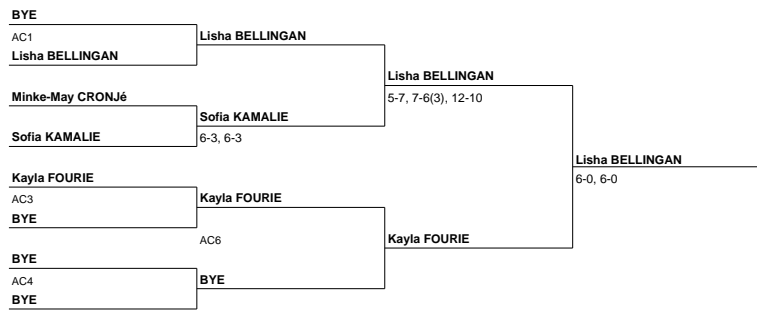 BYE
AC1
Lisha BELLINGAN
Lisha BELLINGAN
Minke-May CRONJé
Sofia KAMALIE
Sofia KAMALIE
6-3, 6-3
Lisha BELLINGAN
5-7, 7-6(3), 12-10
Kayla FOURIE
AC3
BYE
Kayla FOURIE
AC6
BYE
AC4
BYE
BYE
Kayla FOURIE
Lisha BELLINGAN
6-0, 6-0